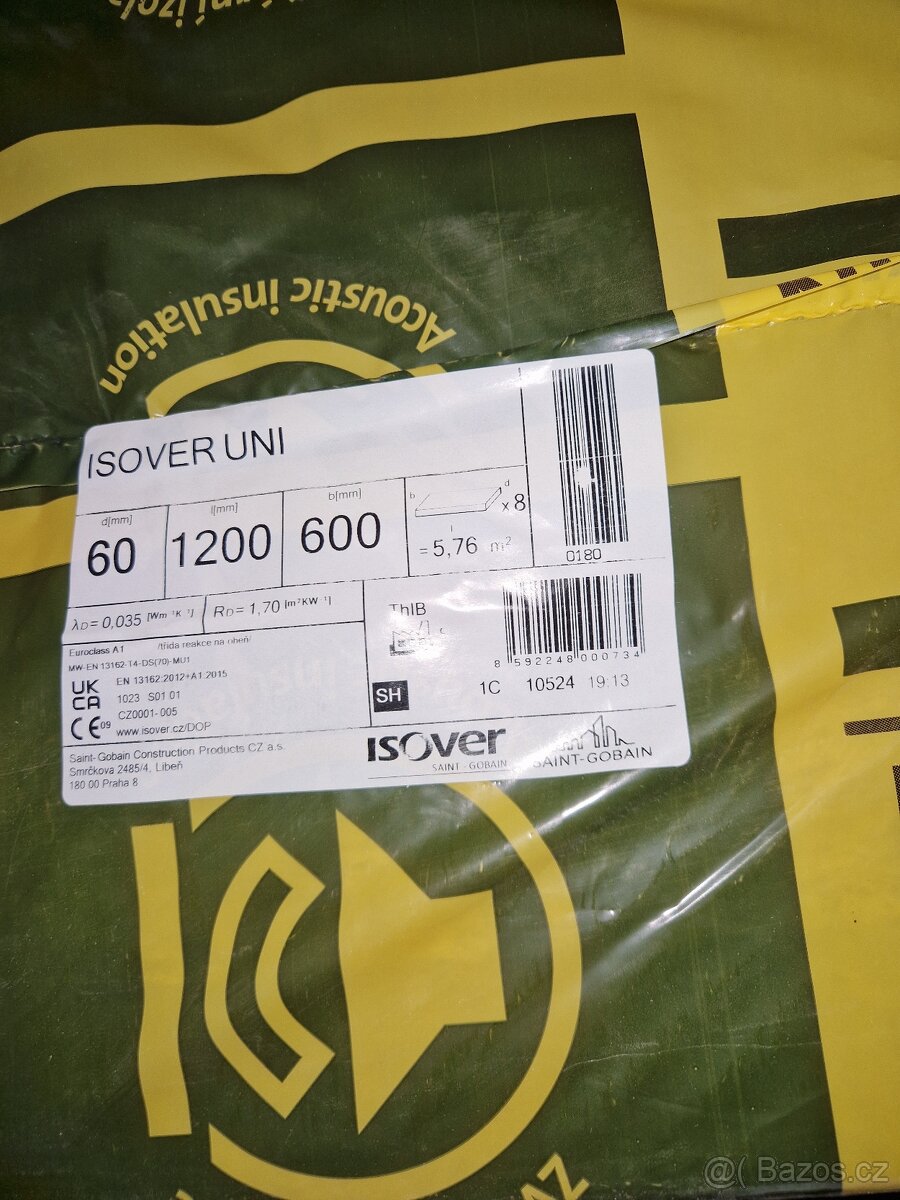 Acoustic insulation
ISOVER UNI
d[mm]
60
l[mm]
1200
b[mm]
600
b
d
x 8
l
= 5,76 m²
0180
λD = 0,035 [Wm⁻¹K⁻¹]
RD = 1,70 [m²KW⁻¹]
Euroclass A1 /třída reakce na oheň/
MW-EN 13162-T4-DS(70)-MU1
UK
CA
EN 13162:2012+A1:2015
1023 S01 01
CZ0001-005
CE 09
www.isover.cz/DOP
ThIB
SH
8 592248 000734
1C 10524 19:13
Saint-Gobain Construction Products CZ a.s.
Smrčkova 2485/4, Libeň
180 00 Praha 8
isover
SAINT-GOBAIN
SAINT-GOBAIN
@( Bazos.cz